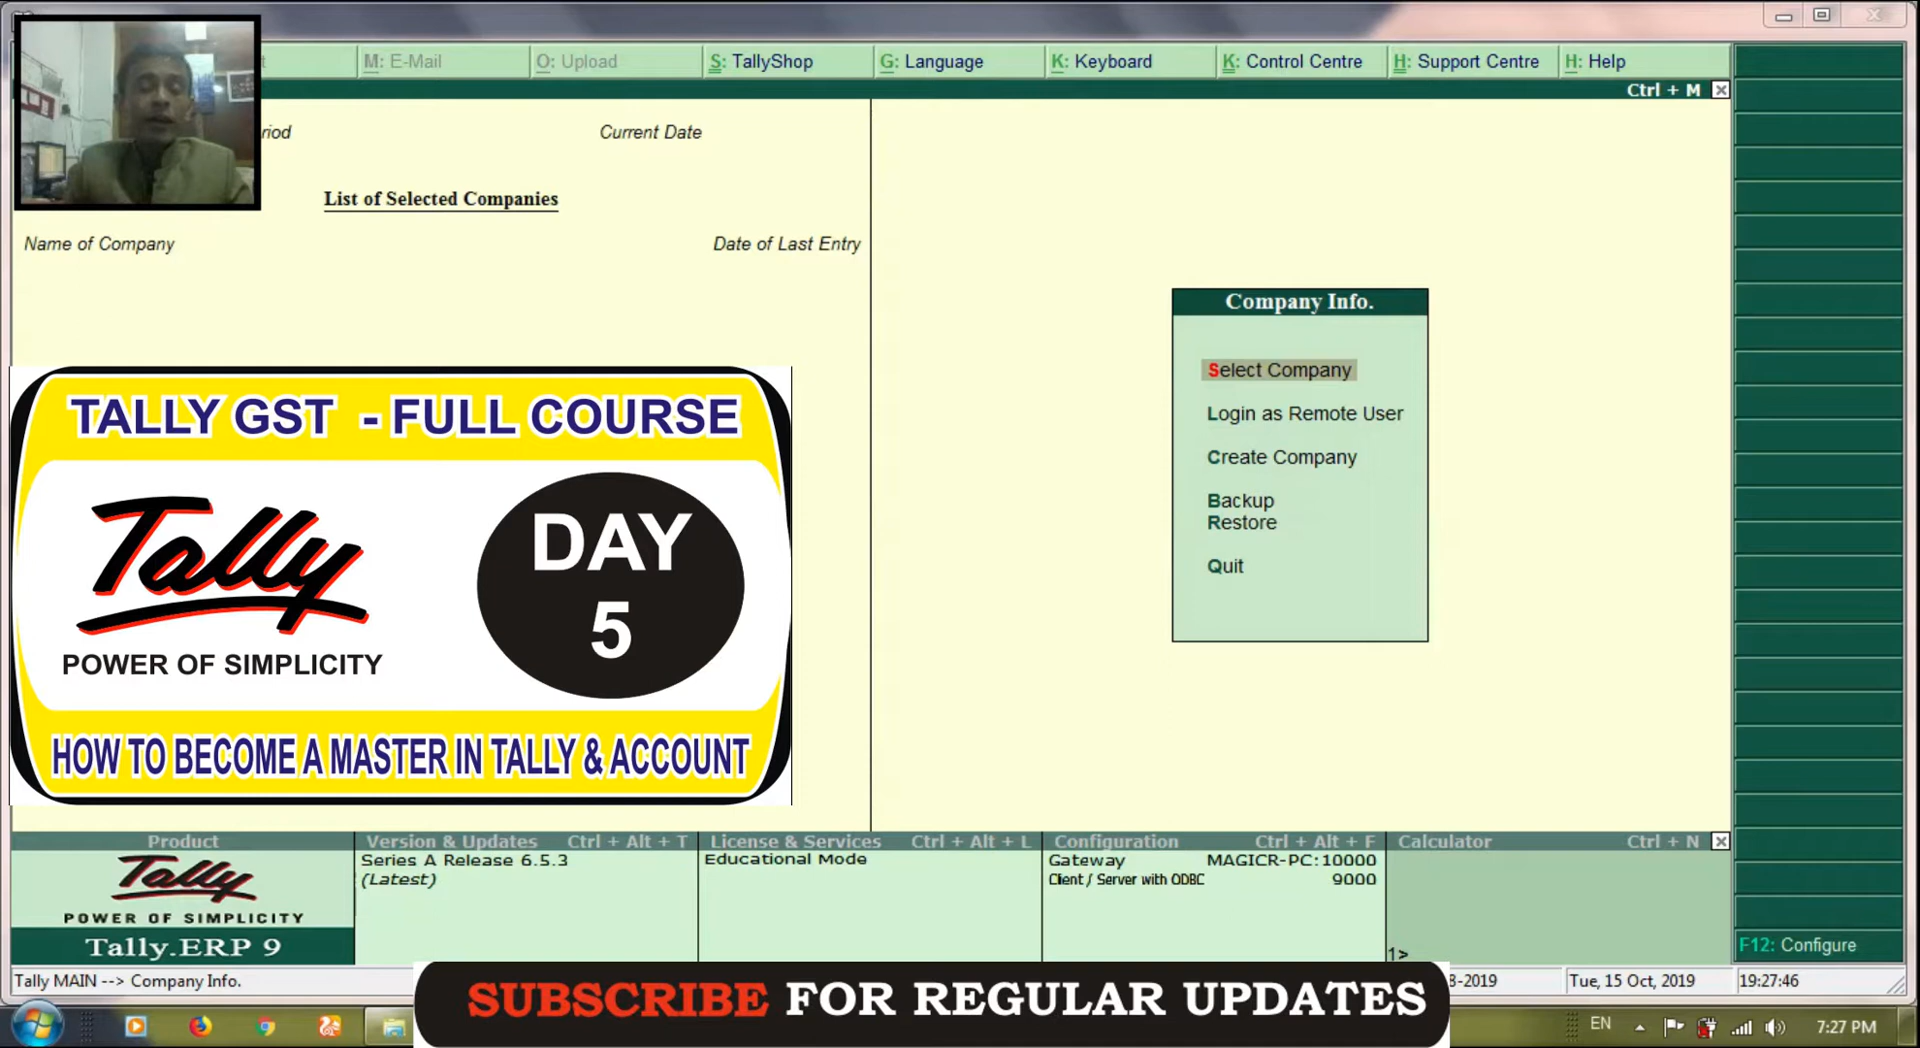 M: E-Mail
O: Upload
S: TallyShop
G: Language
K: Keyboard
K: Control Centre
H: Support Centre
H: Help
Ctrl + M
Current Date
List of Selected Companies
Name of Company
Date of Last Entry
Company Info.
Select Company
Login as Remote User
Create Company
Backup
Restore
Quit
TALLY GST - FULL COURSE
Tally
POWER OF SIMPLICITY
DAY
5
HOW TO BECOME A MASTER IN TALLY & ACCOUNT
Product
Tally
POWER OF SIMPLICITY
Tally.ERP 9
Version & Updates Ctrl + Alt + T
Series A Release 6.5.3
(Latest)
License & Services Ctrl + Alt + L
Educational Mode
Configuration Ctrl + Alt + F
Gateway MAGICR-PC:10000
Client / Server with ODBC 9000
Calculator Ctrl + N
1>
F12: Configure
Tally MAIN --> Company Info.
8-2019
Tue, 15 Oct, 2019
19:27:46
SUBSCRIBE FOR REGULAR UPDATES
EN
7:27 PM